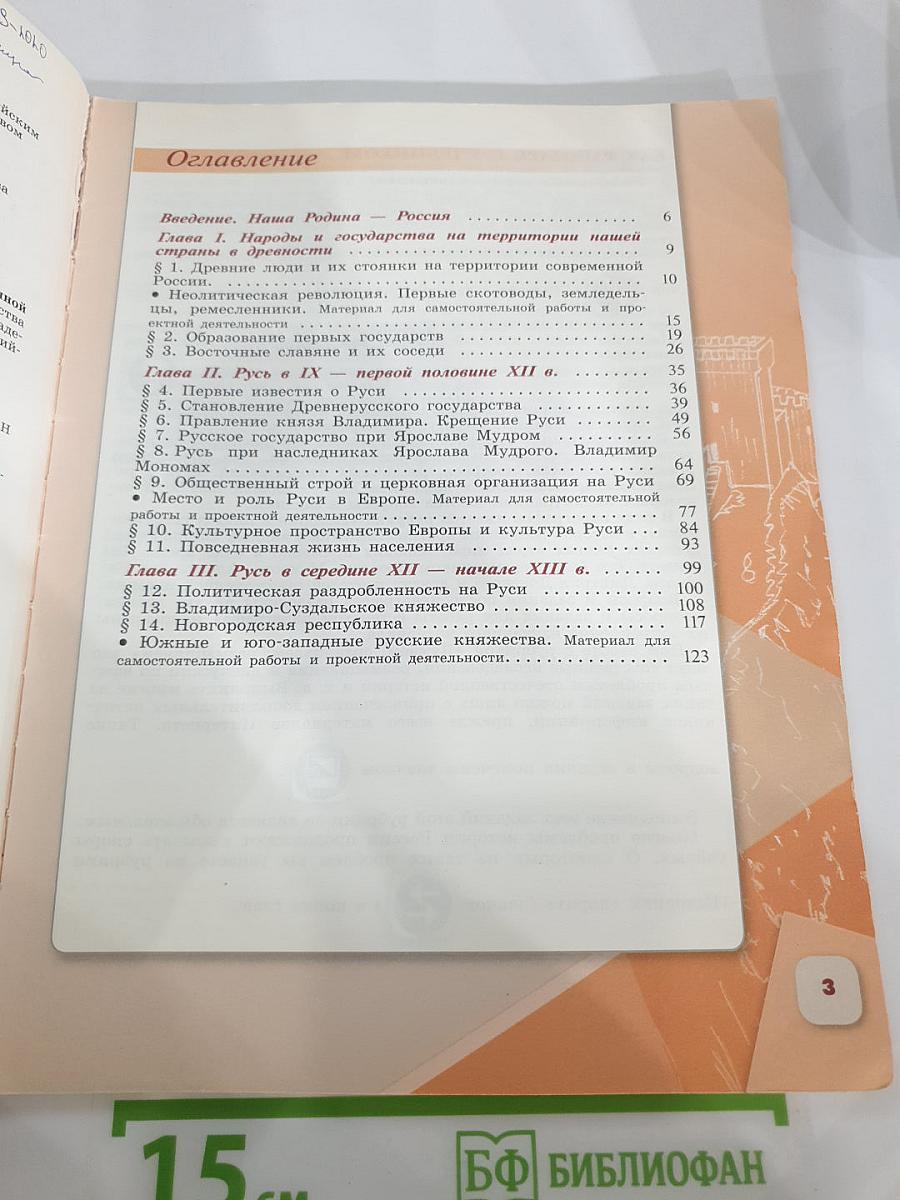 йским
вом
Оглавление
Введение. Наша Родина — Россия .................. 6
Глава I. Народы и государства на территории нашей
страны в древности .................................. 9
§ 1. Древние люди и их стоянки на территории современной
России. ............................................. 10
• Неолитическая революция. Первые скотоводы, земледель-
цы, ремесленники. Материал для самостоятельной работы и про-
ектной деятельности .................................. 15
§ 2. Образование первых государств .................. 19
§ 3. Восточные славяне и их соседи .................. 26
Глава II. Русь в IX — первой половине XII в. ........ 35
§ 4. Первые известия о Руси ........................ 36
§ 5. Становление Древнерусского государства ............ 39
§ 6. Правление князя Владимира. Крещение Руси ..... 49
§ 7. Русское государство при Ярославе Мудром .......... 56
§ 8. Русь при наследниках Ярослава Мудрого. Владимир
Мономах ............................................. 64
§ 9. Общественный строй и церковная организация на Руси 69
• Место и роль Руси в Европе. Материал для самостоятельной
работы и проектной деятельности ......................... 77
§ 10. Культурное пространство Европы и культура Руси ... 84
§ 11. Повседневная жизнь населения .................. 93
Глава III. Русь в середине XII — начале XIII в. ...... 99
§ 12. Политическая раздробленность на Руси ............ 100
§ 13. Владимиро-Суздальское княжество ................. 108
§ 14. Новгородская республика ......................... 117
• Южные и юго-западные русские княжества. Материал для
самостоятельной работы и проектной деятельности. ............... 123
3
15 см
БФ БИБЛИОФАН